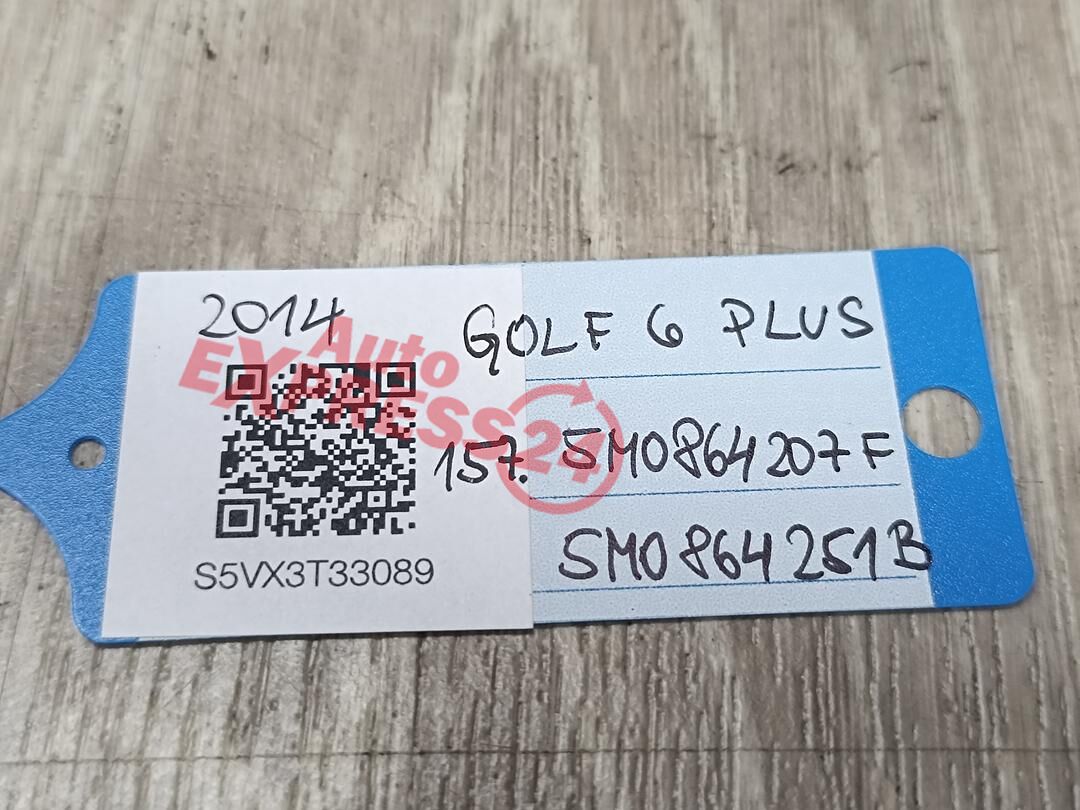 2014
GOLF 6 PLUS
Auto
EXPRESS24
157. 5M0864207F
5M0864251B
S5VX3T33089